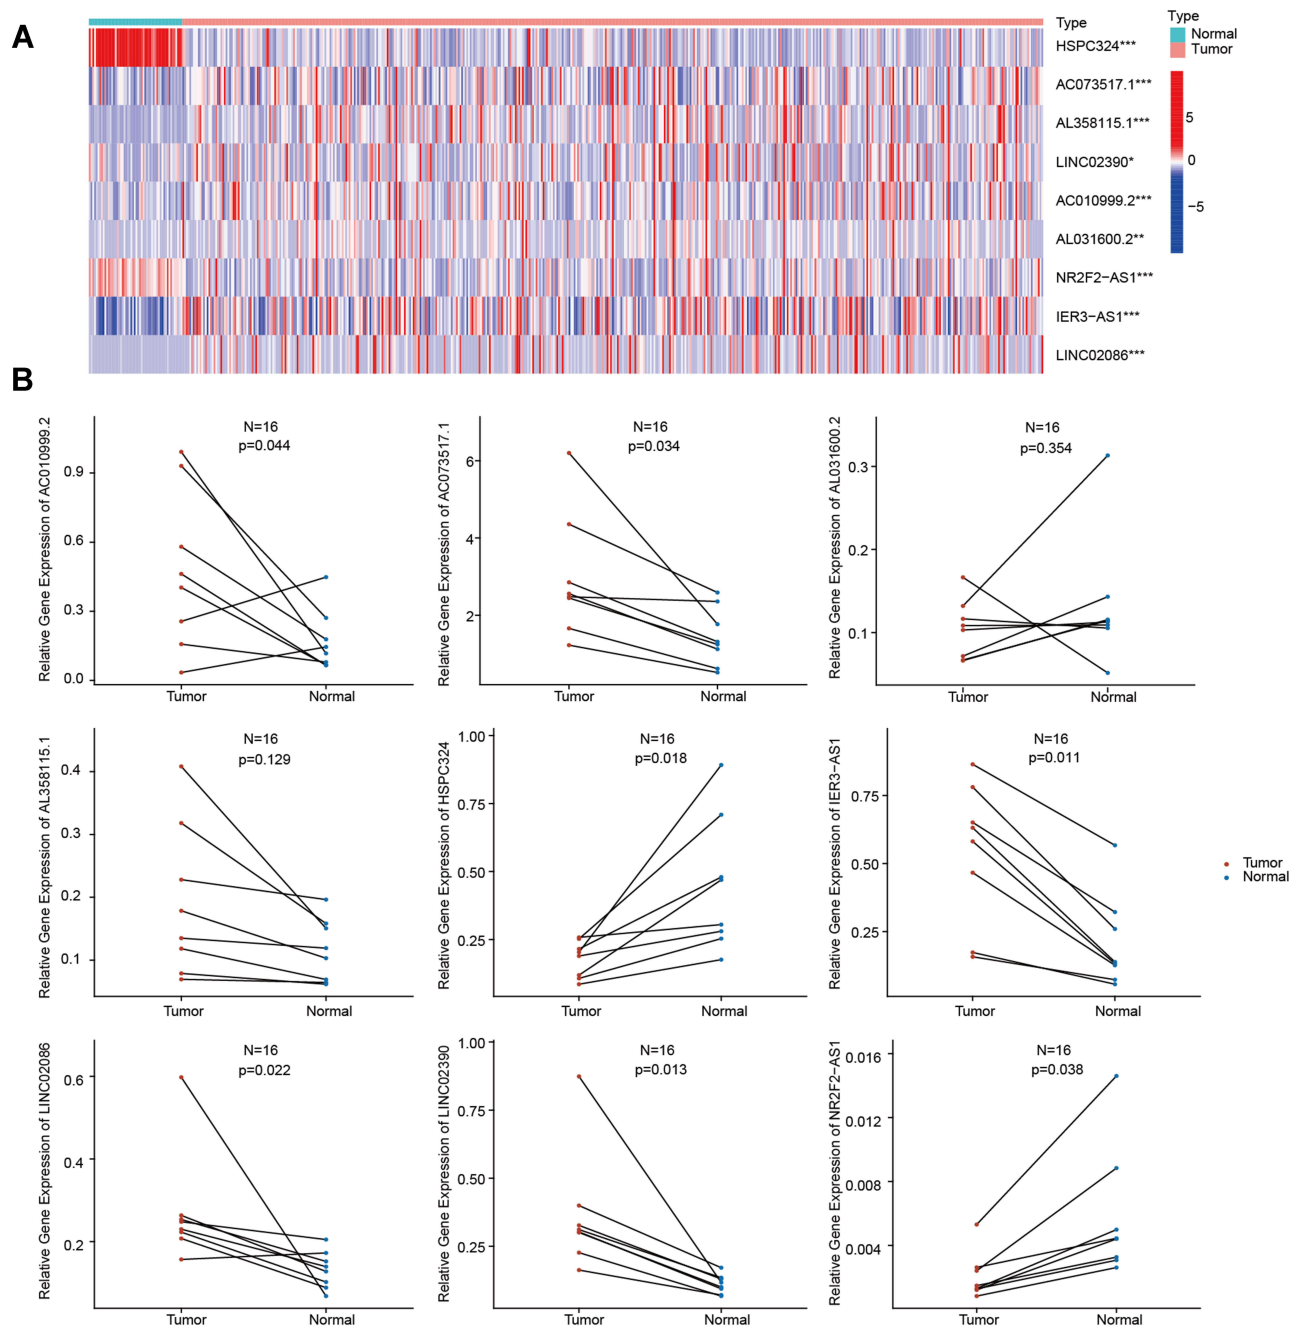 A
Type
HSPC324***
AC073517.1***
AL358115.1***
LINC02390*
AC010999.2***
AL031600.2**
NR2F2−AS1***
IER3−AS1***
LINC02086***
Type
Normal
Tumor
5
0
−5
B
Relative Gene Expression of AC010999.2
N=16
p=0.044
0.9
0.6
0.3
0.0
Tumor
Normal
Relative Gene Expression of AC073517.1
N=16
p=0.034
6
4
2
Tumor
Normal
Relative Gene Expression of AL031600.2
N=16
p=0.354
0.3
0.2
0.1
Tumor
Normal
Relative Gene Expression of AL358115.1
N=16
p=0.129
0.4
0.3
0.2
0.1
Tumor
Normal
Relative Gene Expression of HSPC324
N=16
p=0.018
1.00
0.75
0.50
0.25
Tumor
Normal
Relative Gene Expression of IER3−AS1
N=16
p=0.011
0.75
0.50
0.25
Tumor
Normal
Tumor
Normal
Relative Gene Expression of LINC02086
N=16
p=0.022
0.6
0.4
0.2
Tumor
Normal
Relative Gene Expression of LINC02390
N=16
p=0.013
1.00
0.75
0.50
0.25
Tumor
Normal
Relative Gene Expression of NR2F2−AS1
N=16
p=0.038
0.016
0.012
0.008
0.004
Tumor
Normal